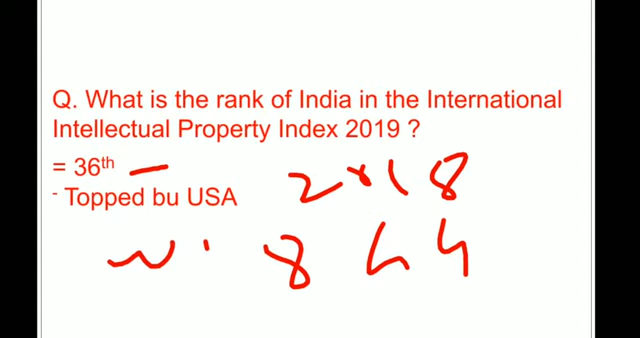 Q. What is the rank of India in the International
Intellectual Property Index 2019 ?
= 36th —
- Topped bu USA
2018
8 44